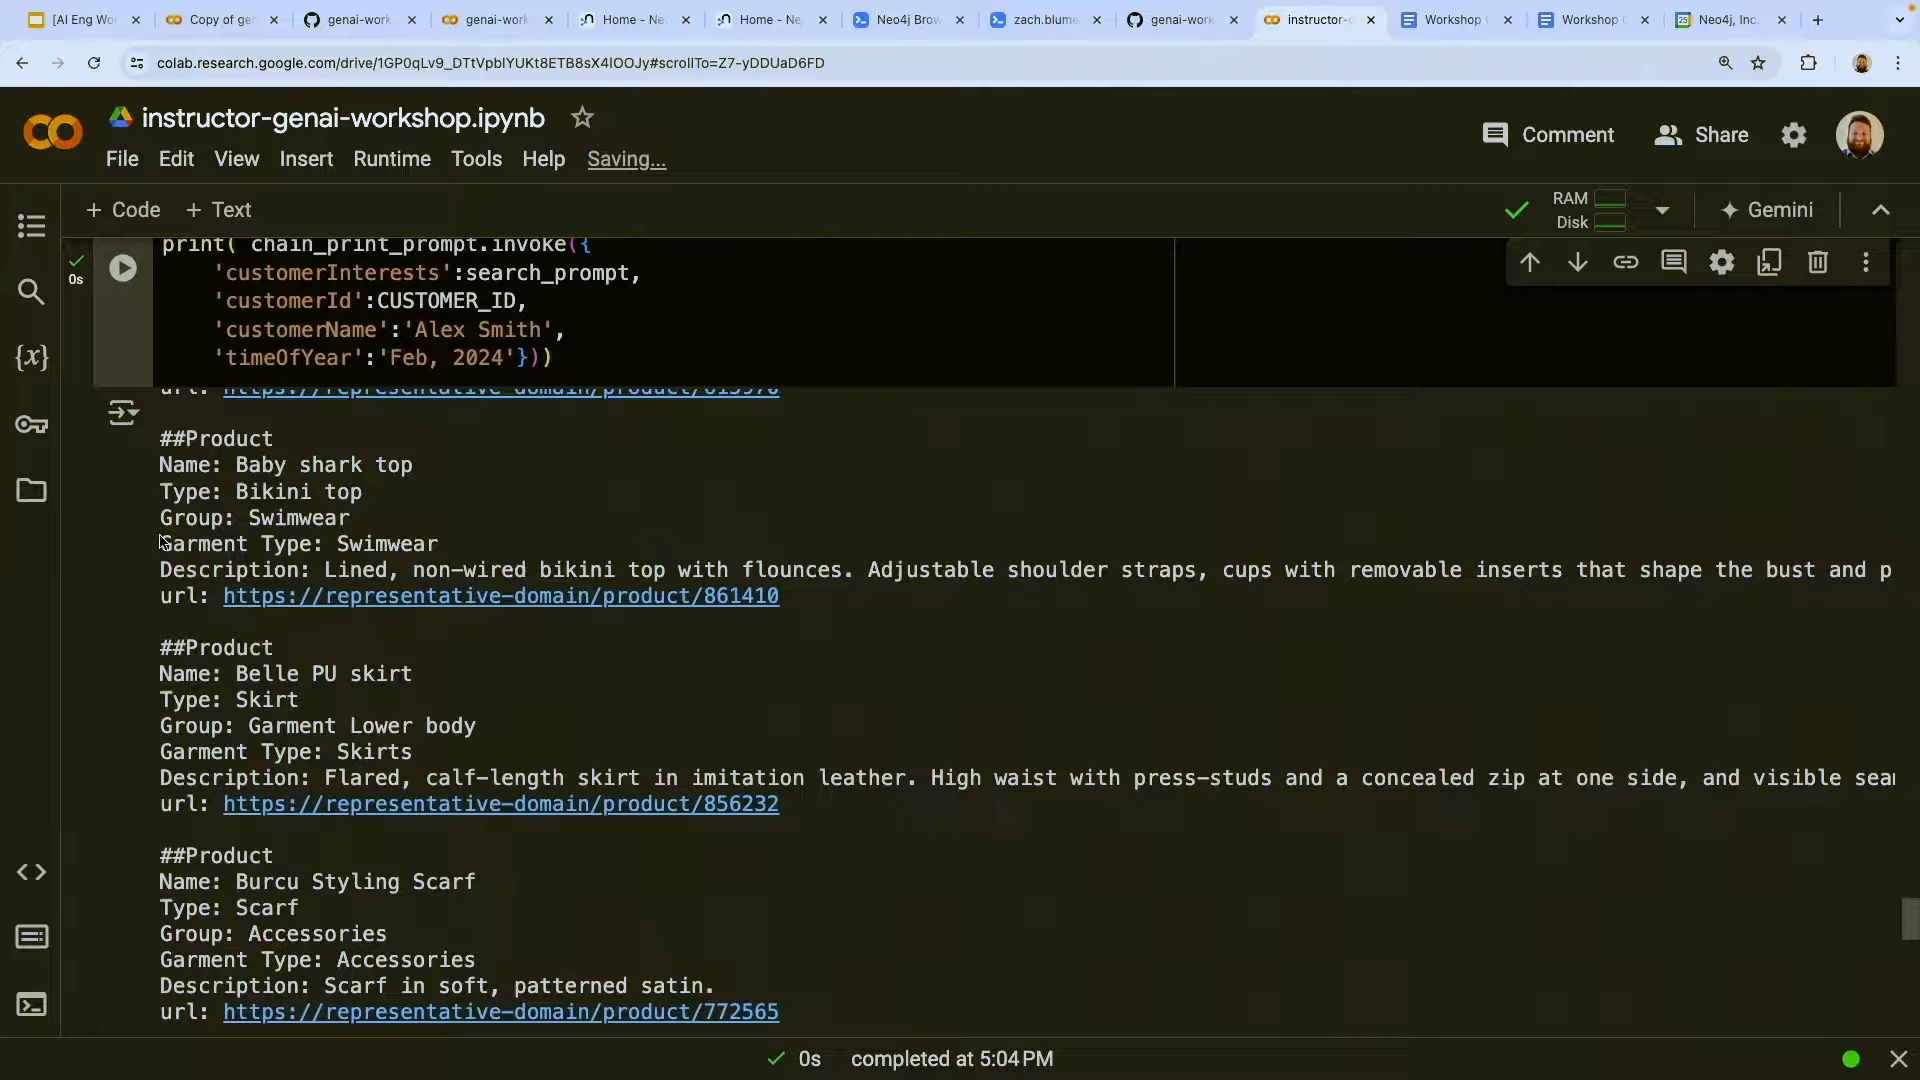 [AI Eng Wo
Copy of ge
genai-work
genai-work
Home - Ne
Home - Ne
Neo4j Brow
zach.blume
genai-work
instructor-
Workshop
Workshop
Neo4j, Inc.
colab.research.google.com/drive/1GP0qLv9_DTtVpbIYUKt8ETB8sX4lOOJy#scrollTo=Z7-yDDUaD6FD
instructor-genai-workshop.ipynb
File Edit View Insert Runtime Tools Help Saving...
Comment
Share
+ Code + Text
RAM
Disk
Gemini
0s
print( chain_print_prompt.invoke({
'customerInterests':search_prompt,
'customerId':CUSTOMER_ID,
'customerName':'Alex Smith',
'timeOfYear':'Feb, 2024'}))
##Product
Name: Baby shark top
Type: Bikini top
Group: Swimwear
Garment Type: Swimwear
Description: Lined, non-wired bikini top with flounces. Adjustable shoulder straps, cups with removable inserts that shape the bust and p
url: https://representative-domain/product/861410
##Product
Name: Belle PU skirt
Type: Skirt
Group: Garment Lower body
Garment Type: Skirts
Description: Flared, calf-length skirt in imitation leather. High waist with press-studs and a concealed zip at one side, and visible sea
url: https://representative-domain/product/856232
##Product
Name: Burcu Styling Scarf
Type: Scarf
Group: Accessories
Garment Type: Accessories
Description: Scarf in soft, patterned satin.
url: https://representative-domain/product/772565
0s completed at 5:04 PM